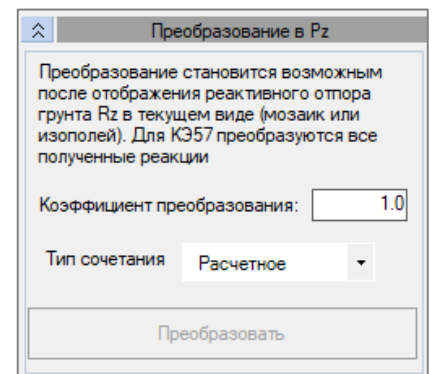 Преобразование в Pz
Преобразование становится возможным
после отображения реактивного отпора
грунта Rz в текущем виде (мозаик или
изополей). Для КЭ57 преобразуются все
полученные реакции
Коэффициент преобразования: 1.0
Тип сочетания Расчетное
Преобразовать